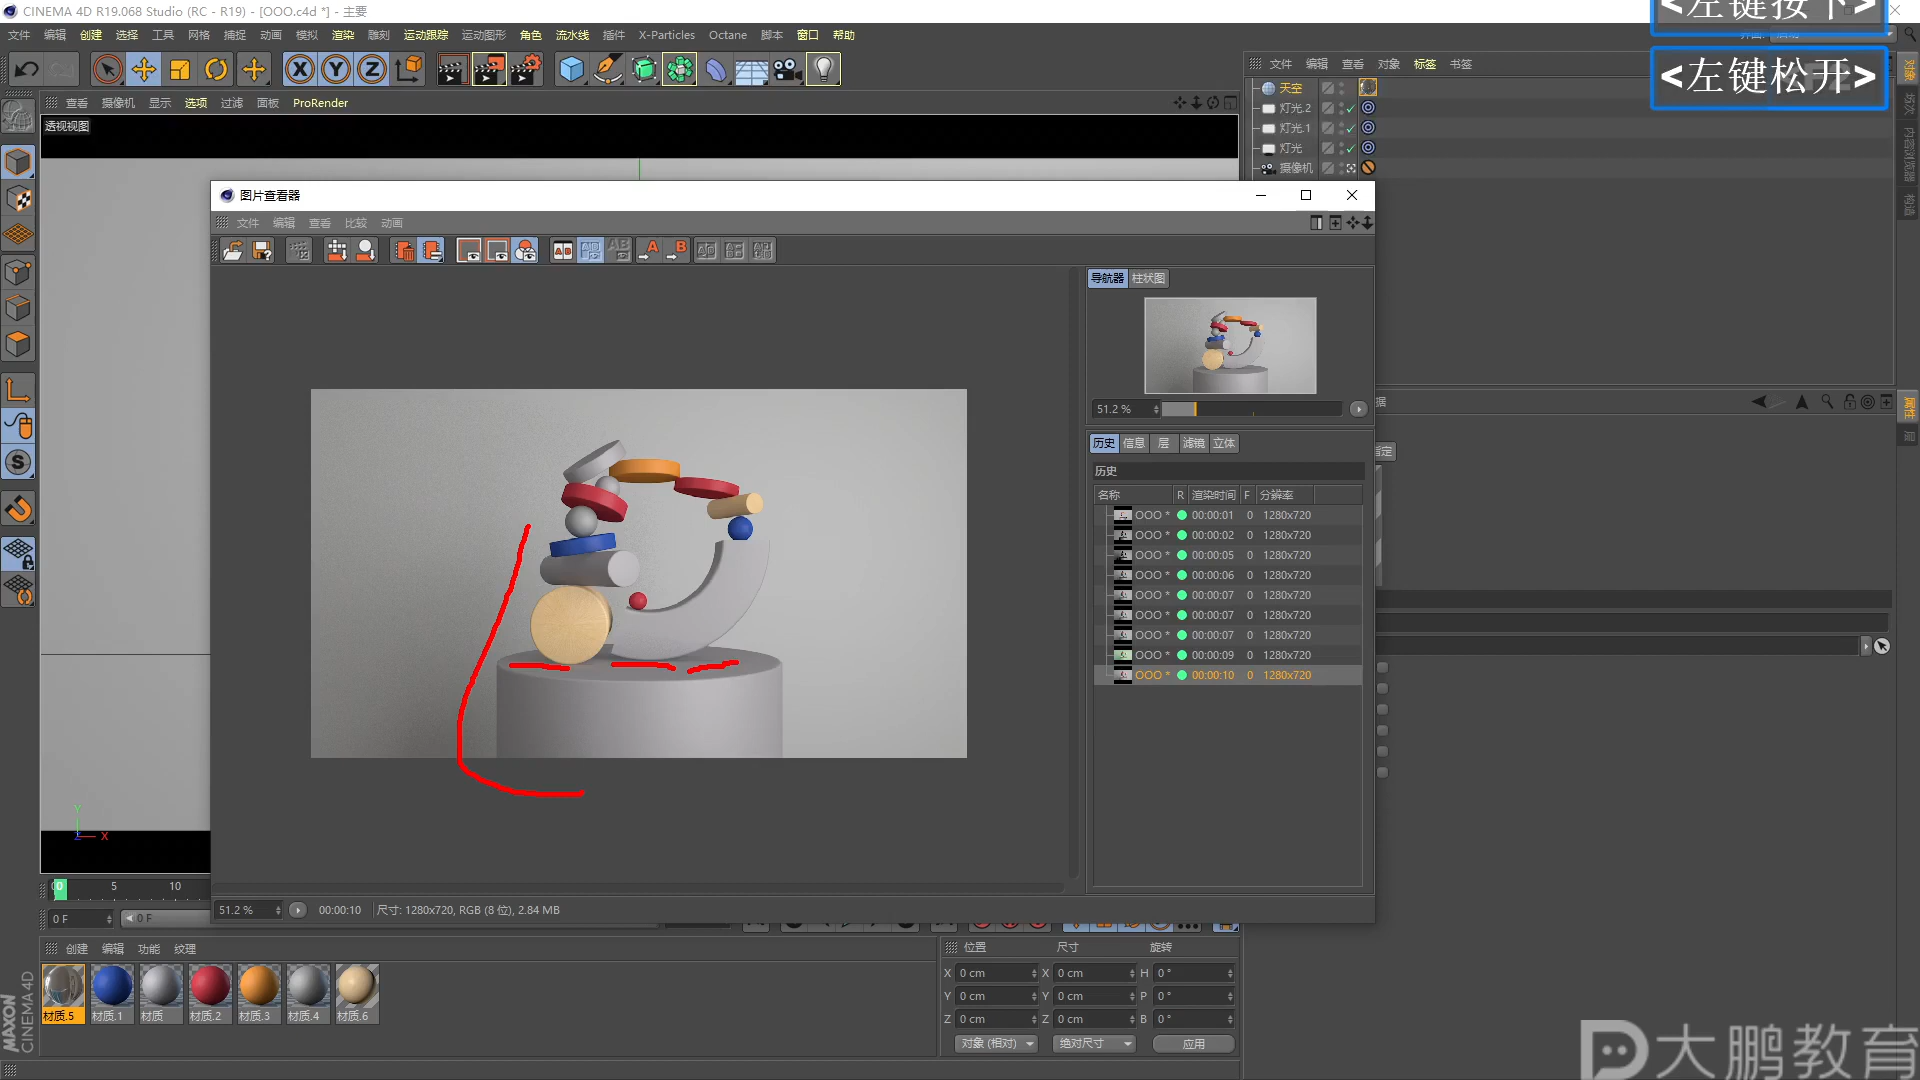 CINEMA 4D R19.068 Studio (RC - R19) - [OOO.c4d *] - 主要
<左键按下>
文件 编辑 创建 选择 工具 网格 捕捉 动画 模拟 渲染 雕刻 运动跟踪 运动图形 角色 流水线 插件 X-Particles Octane 脚本 窗口 帮助
<左键松开>
文件 编辑 查看 对象 标签 书签
查看 摄像机 显示 选项 过滤 面板 ProRender
透视视图
天空
灯光.2
灯光.1
灯光
摄像机
对象
场次
内容浏览器
构造
图片查看器
文件 编辑 查看 比较 动画
导航器 柱状图
51.2 %
历史 信息 层 滤镜 立体
历史
名称 R 渲染时间 F 分辨率
OOO * 00:00:01 0 1280x720
OOO * 00:00:02 0 1280x720
OOO * 00:00:05 0 1280x720
OOO * 00:00:06 0 1280x720
OOO * 00:00:07 0 1280x720
OOO * 00:00:07 0 1280x720
OOO * 00:00:07 0 1280x720
OOO * 00:00:09 0 1280x720
OOO * 00:00:10 0 1280x720
属性
层
Y
Z X
0 5 10
51.2 % 00:00:10 尺寸: 1280x720, RGB (8 位), 2.84 MB
0 F 0 F
创建 编辑 功能 纹理
材质.5 材质.1 材质 材质.2 材质.3 材质.4 材质.6
位置 尺寸 旋转
X 0 cm X 0 cm H 0 °
Y 0 cm Y 0 cm P 0 °
Z 0 cm Z 0 cm B 0 °
对象 (相对) 绝对尺寸 应用
MAXON
CINEMA 4D
大鹏教育